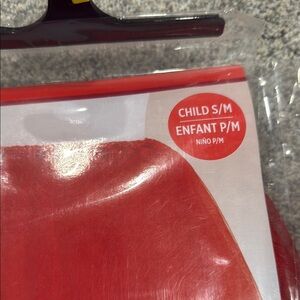 CHILD S/M
ENFANT P/M
NIÑO P/M